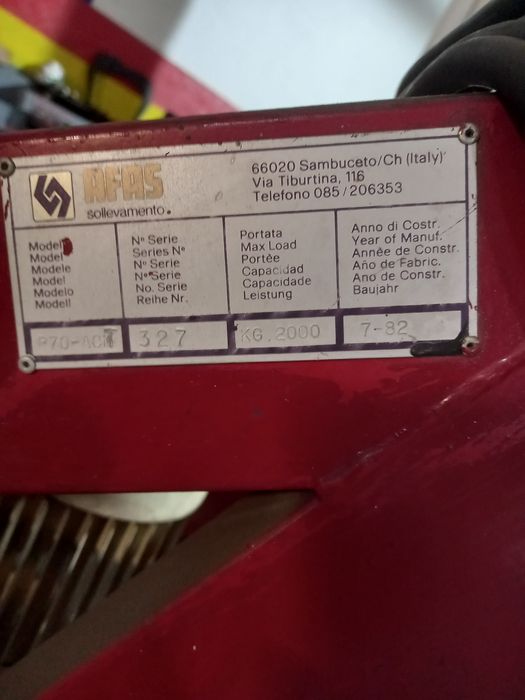 AFAS
sollevamento.
66020 Sambuceto/Ch (Italy)
Via Tiburtina, 116
Telefono 085/206353
Modello
Model
Modele
Model
Modelo
Modell
N° Serie
Series N°
N° Serie
N° Serie
No. Serie
Reihe Nr.
Portata
Max Load
Portée
Capacidad
Capacidade
Leistung
Anno di Costr.
Year of Manuf.
Année de Constr.
Año de Fabric.
Ano de Constr.
Baujahr
327
KG.2000
7-82